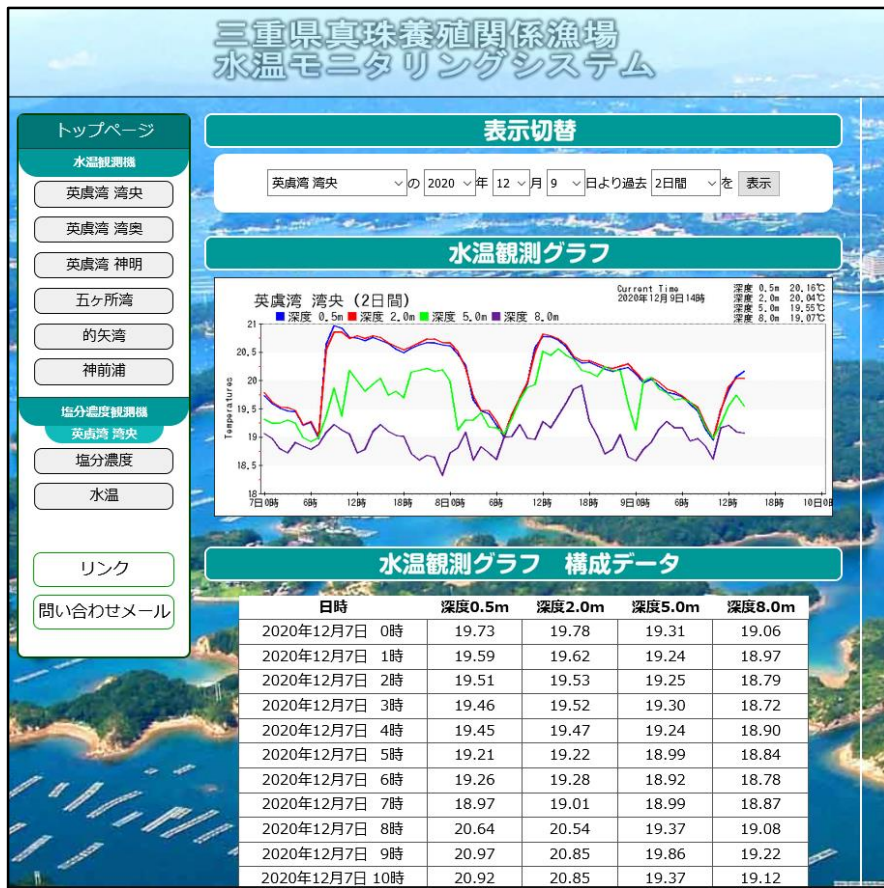 三重県真珠養殖関係漁場
水温モニタリングシステム
トップページ
水温観測機
英虞湾 湾央
英虞湾 湾奥
英虞湾 神明
五ヶ所湾
的矢湾
神前浦
塩分濃度観測機
英虞湾 湾央
塩分濃度
水温
リンク
問い合わせメール
表示切替
英虞湾 湾央 の 2020 年 12 月 9 日より過去 2日間 を 表示
水温観測グラフ
英虞湾 湾央 (2日間)
Current Time
2020年12月9日14時
深度 0.5m 20.16℃
深度 2.0m 20.04℃
深度 5.0m 19.55℃
深度 8.0m 19.07℃
深度 0.5m 深度 2.0m 深度 5.0m 深度 8.0m
Temperatures
21
20.5
20
19.5
19
18.5
18
7日0時 6時 12時 18時 8日0時 6時 12時 18時 9日0時 6時 12時 18時 10日0時
水温観測グラフ 構成データ
日時 深度0.5m 深度2.0m 深度5.0m 深度8.0m
2020年12月7日 0時 19.73 19.78 19.31 19.06
2020年12月7日 1時 19.59 19.62 19.24 18.97
2020年12月7日 2時 19.51 19.53 19.25 18.79
2020年12月7日 3時 19.46 19.52 19.30 18.72
2020年12月7日 4時 19.45 19.47 19.24 18.90
2020年12月7日 5時 19.21 19.22 18.99 18.84
2020年12月7日 6時 19.26 19.28 18.92 18.78
2020年12月7日 7時 18.97 19.01 18.99 18.87
2020年12月7日 8時 20.64 20.54 19.37 19.08
2020年12月7日 9時 20.97 20.85 19.86 19.22
2020年12月7日 10時 20.92 20.85 19.37 19.12